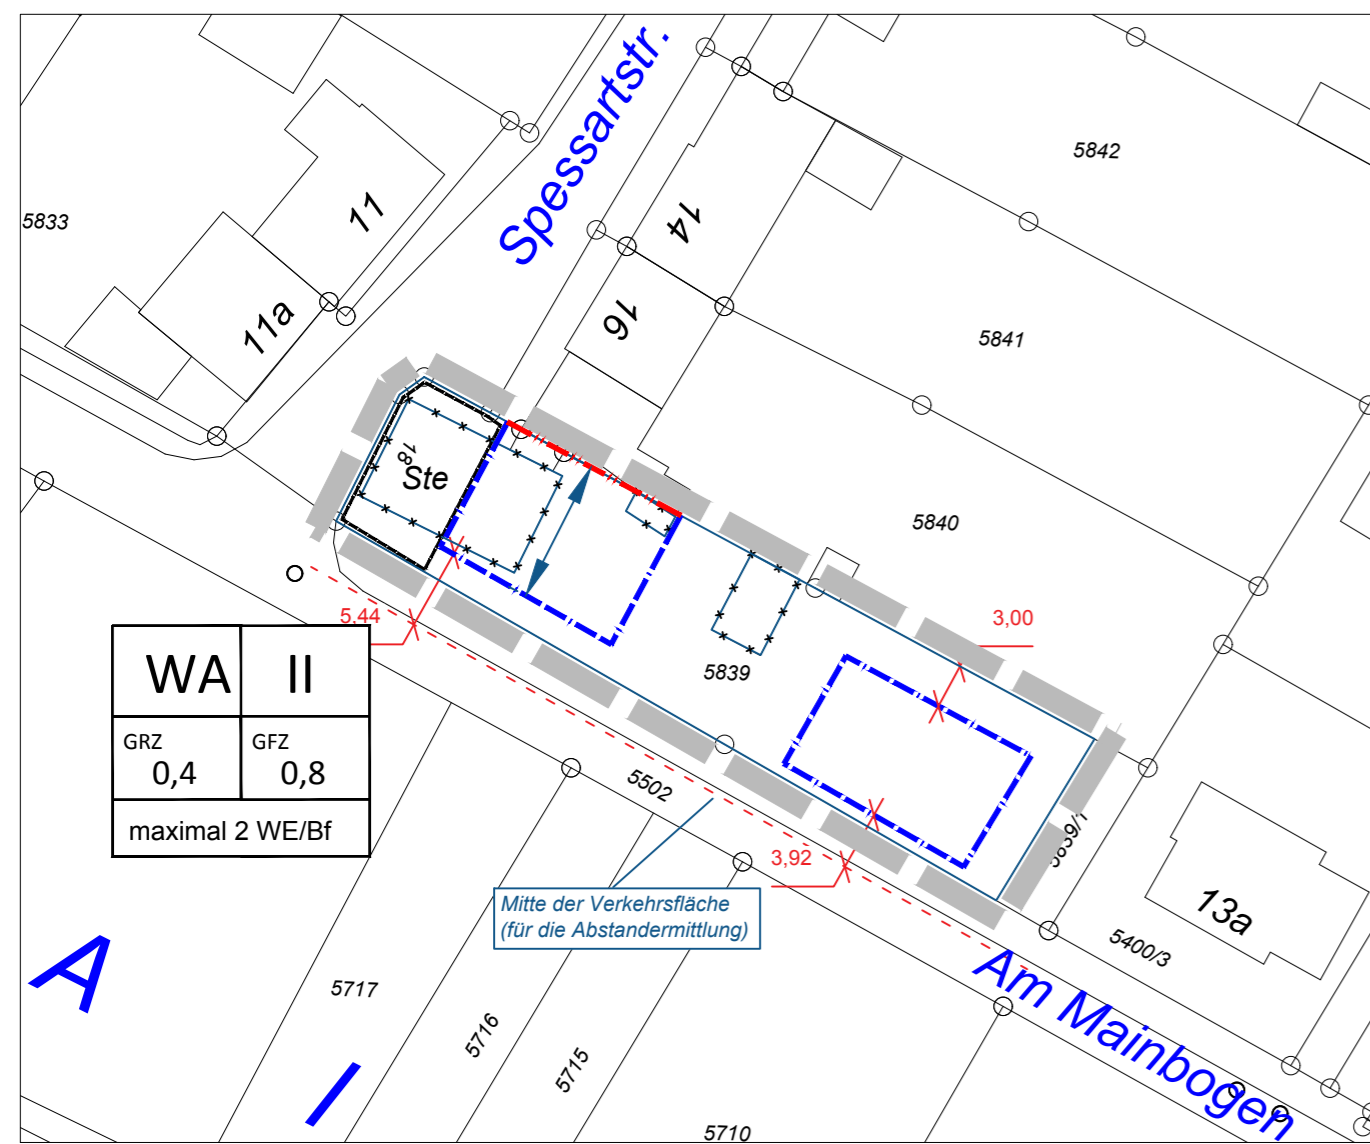 Spessartstr.
5842
5833
11
14
11a
16
5841
18
Ste
5840
5,44
3,00
WA II
5839
GRZ
0,4
GFZ
0,8
5502
maximal 2 WE/Bf
3,92
5839/1
Mitte der Verkehrsfläche
(für die Abstandermittlung)
13a
5400/3
A
5717
Am Mainbogen
5716
5715
I
5710